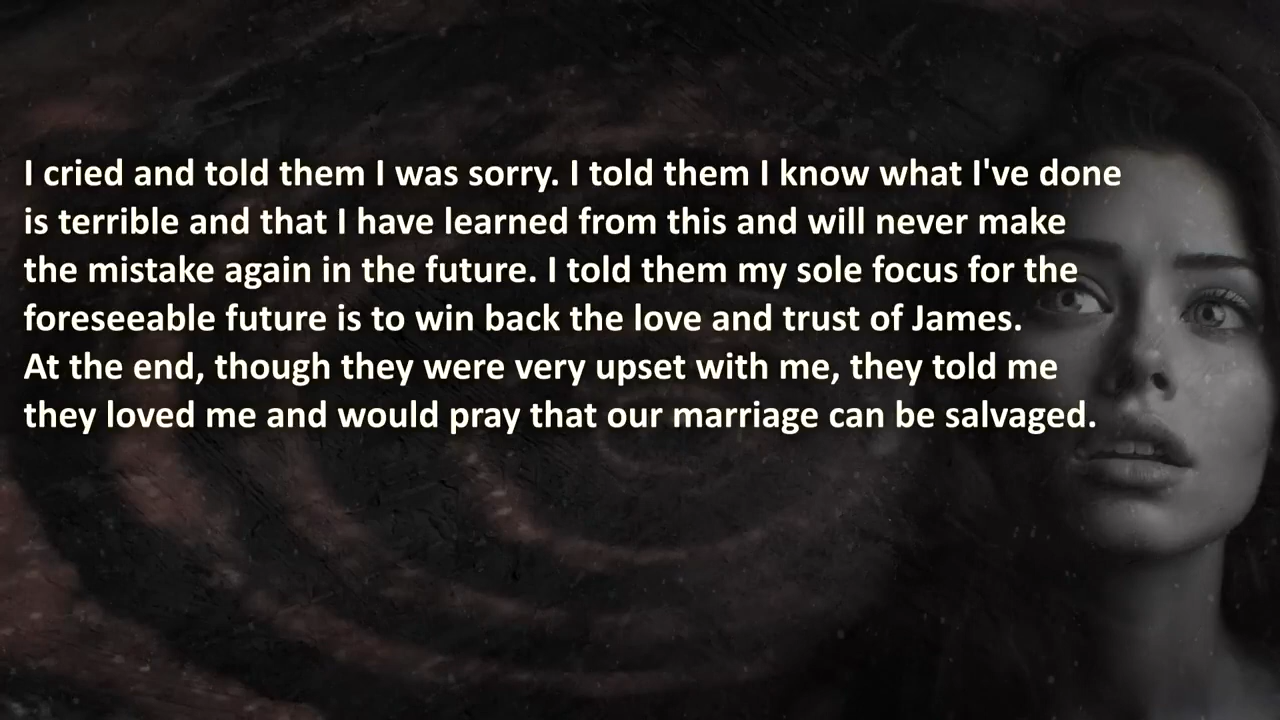 I cried and told them I was sorry. I told them I know what I've done
is terrible and that I have learned from this and will never make
the mistake again in the future. I told them my sole focus for the
foreseeable future is to win back the love and trust of James.
At the end, though they were very upset with me, they told me
they loved me and would pray that our marriage can be salvaged.